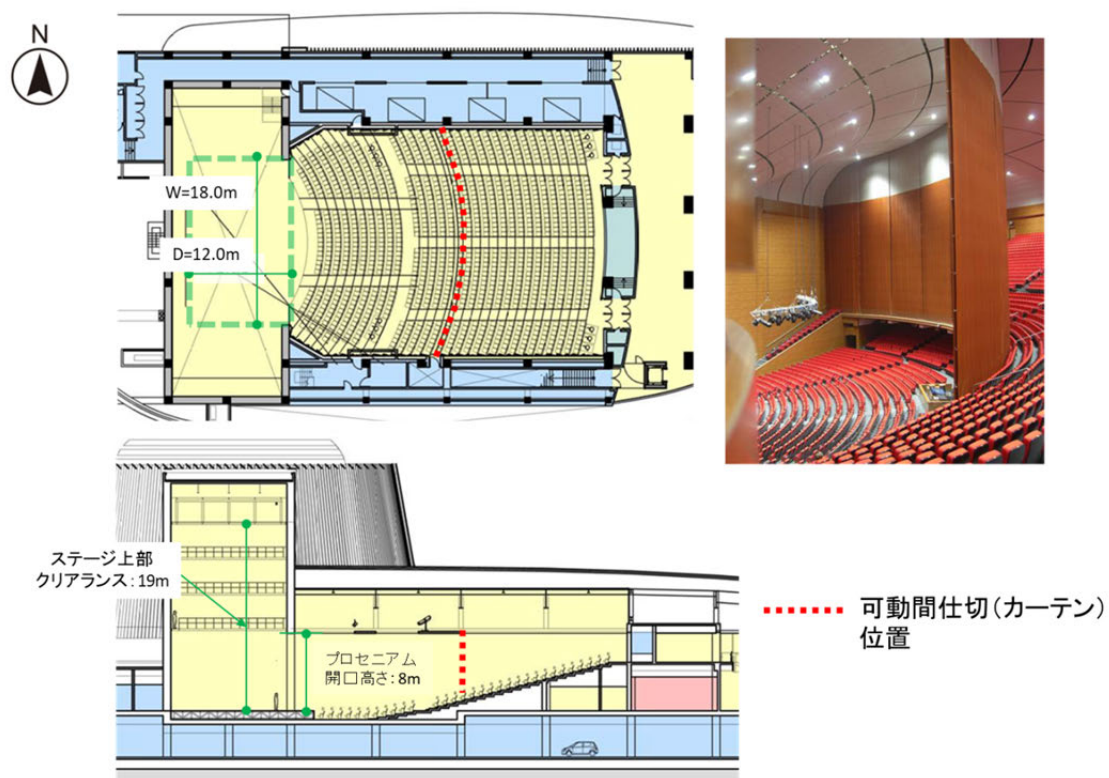 N
W=18.0m
D=12.0m
ステージ上部
クリアランス：19m
プロセニアム
開口高さ：8m
可動間仕切（カーテン）
位置